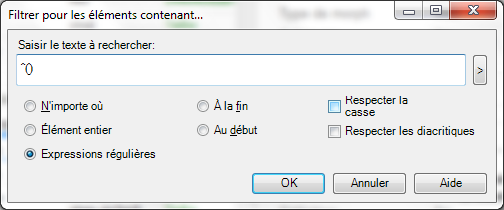 Filtrer pour les éléments contenant...
Saisir le texte à rechercher:
^()
>
N'importe où
À la fin
Respecter la
casse
Élément entier
Au début
Respecter les diacritiques
Expressions régulières
OK
Annuler
Aide